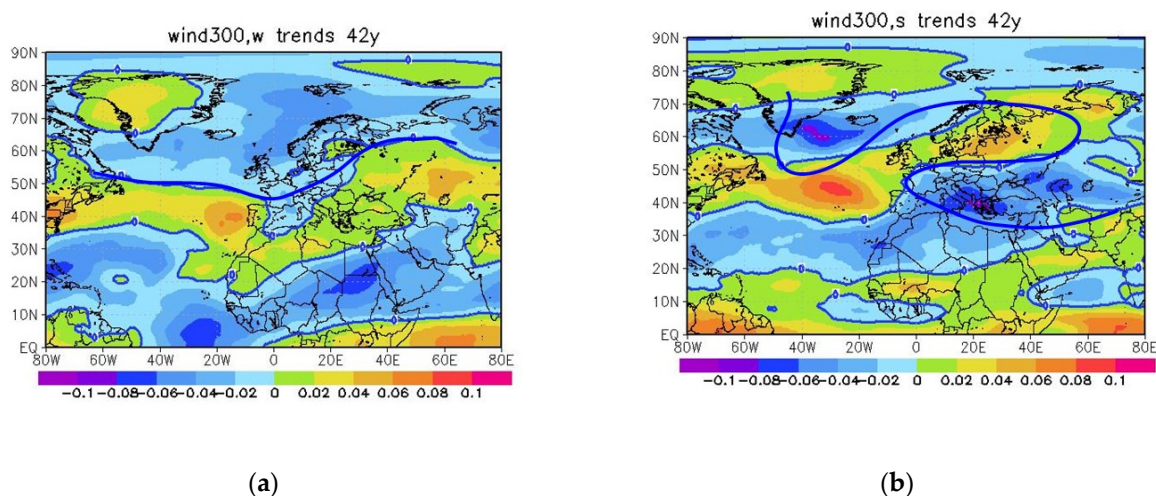 wind300,w trends 42y
90N
80N
70N
60N
50N
40N
30N
20N
10N
EQ
80W 60W 40W 20W 0 20E 40E 60E 80E
-0.1 -0.08 -0.06 -0.04 -0.02 0 0.02 0.04 0.06 0.08 0.1
(a)
wind300,s trends 42y
90N
80N
70N
60N
50N
40N
30N
20N
10N
EQ
80W 60W 40W 20W 0 20E 40E 60E 80E
-0.1 -0.08 -0.06 -0.04 -0.02 0 0.02 0.04 0.06 0.08 0.1
(b)